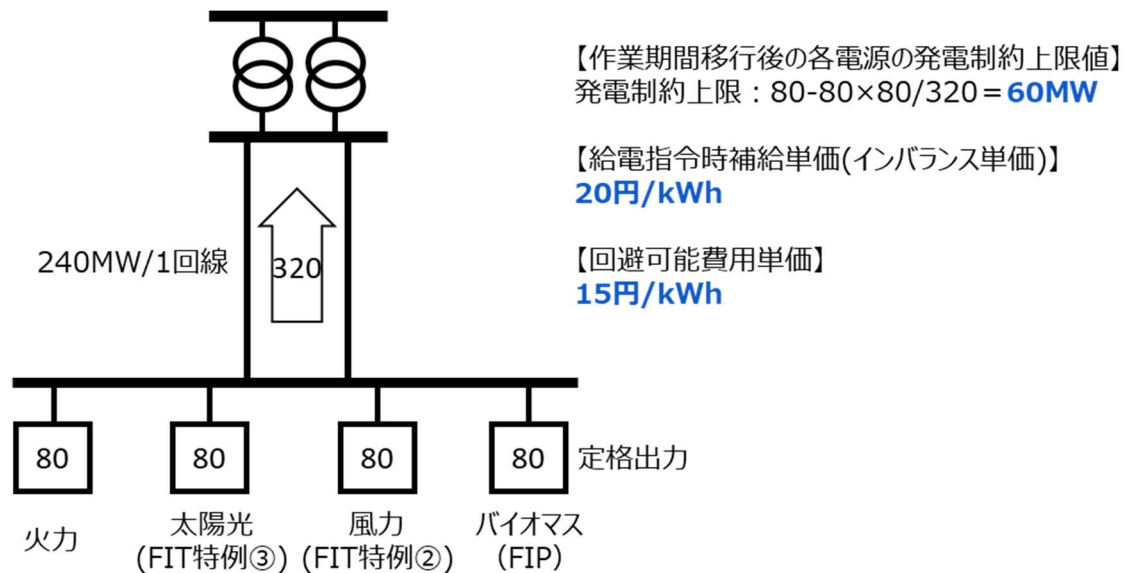 【作業期間移行後の各電源の発電制約上限値】
発電制約上限：80-80×80/320＝60MW
【給電指令時補給単価(インバランス単価)】
20円/kWh
【回避可能費用単価】
15円/kWh
240MW/1回線
320
80
80
80
80
定格出力
火力
太陽光
(FIT特例③)
風力
(FIT特例②)
バイオマス
（FIP）